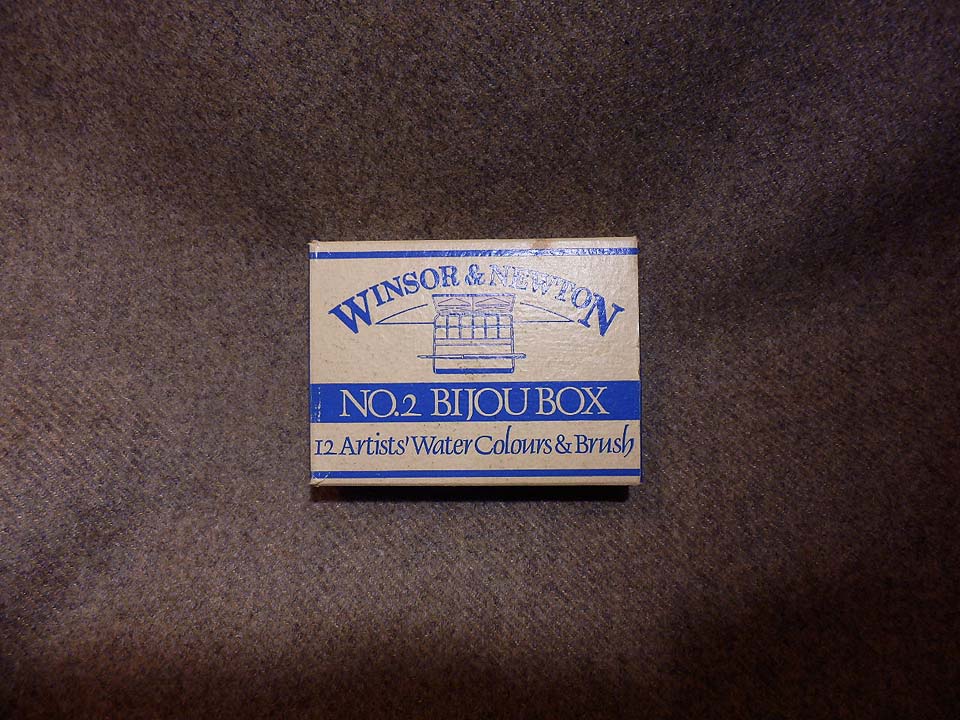 WINSOR & NEWTON
NO.2 BIJOU BOX
12 Artists' Water Colours & Brush